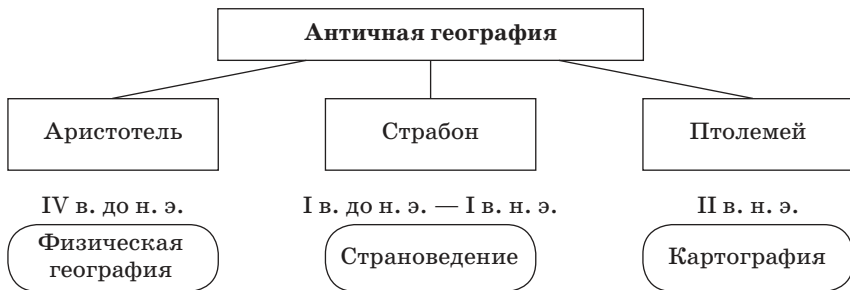 Античная география
Аристотель
Страбон
Птолемей
IV в. до н. э.
I в. до н. э. — I в. н. э.
II в. н. э.
Физическая
география
Страноведение
Картография